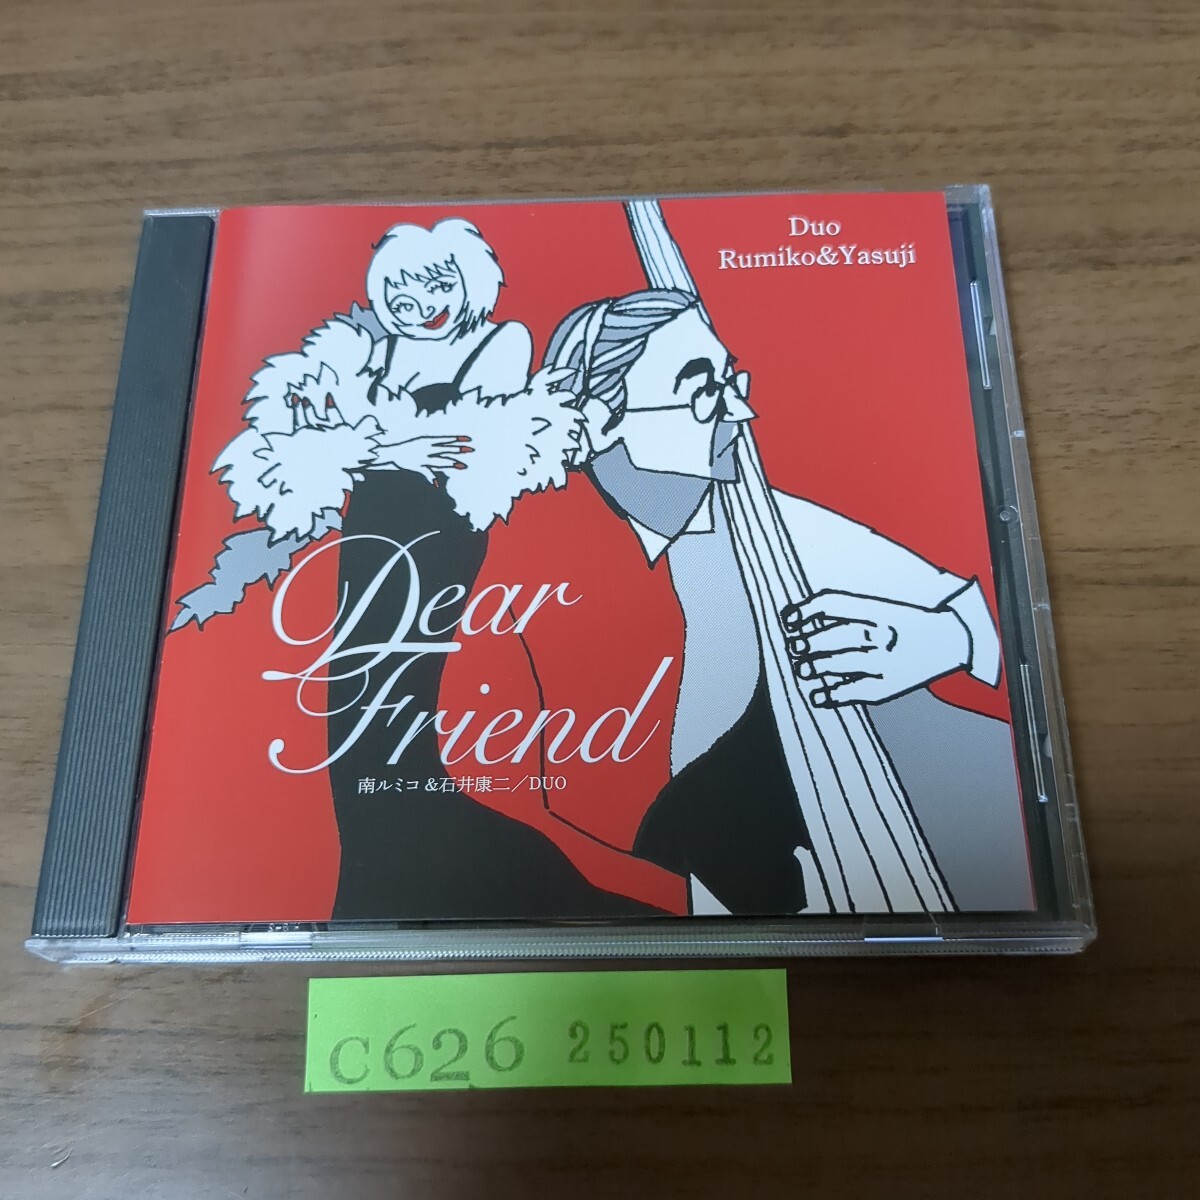 Duo
Rumiko&Yasuji
Dear
Friend
南ルミコ &石井康二／DUO
C626 250112